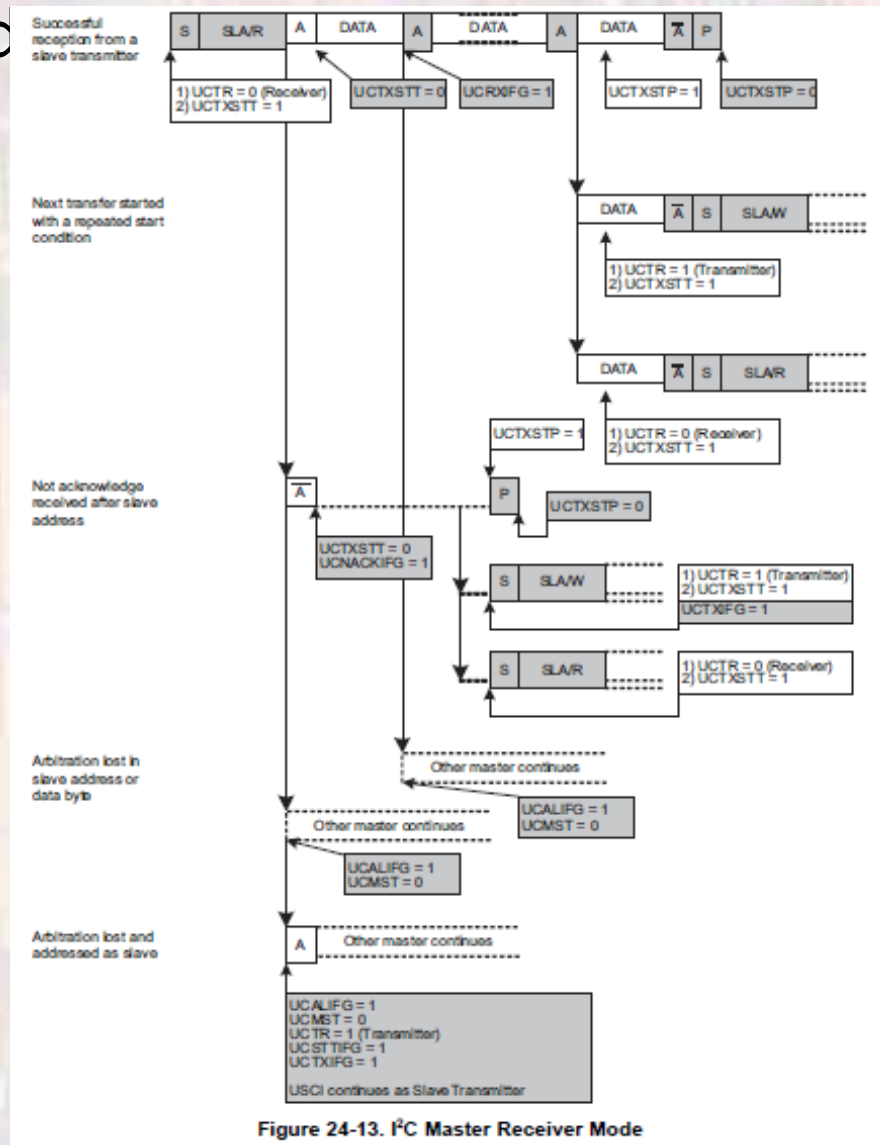 Successful
reception from a
slave transmitter
S SLA/R A DATA A DATA A DATA A P
1) UCTR = 0 (Receiver)
2) UCTXSTT = 1
UCTXSTT = 0
UCRXIFG = 1
UCTXSTP = 1
UCTXSTP = 0
Next transfer started
with a repeated start
condition
DATA A S SLA/W
1) UCTR = 1 (Transmitter)
2) UCTXSTT = 1
DATA A S SLA/R
1) UCTR = 0 (Receiver)
2) UCTXSTT = 1
UCTXSTP = 1
Not acknowledge
received after slave
address
A
P
UCTXSTP = 0
UCTXSTT = 0
UCNACKIFG = 1
S SLA/W
1) UCTR = 1 (Transmitter)
2) UCTXSTT = 1
UCTXIFG = 1
S SLA/R
1) UCTR = 0 (Receiver)
2) UCTXSTT = 1
Arbitration lost in
slave address or
data byte
Other master continues
UCALIFG = 1
UCMST = 0
Other master continues
UCALIFG = 1
UCMST = 0
Arbitration lost and
addressed as slave
A
Other master continues
UCALIFG = 1
UCMST = 0
UCTR = 1 (Transmitter)
UCSTTIFG = 1
UCTXIFG = 1
USCI continues as Slave Transmitter
Figure 24-13. I²C Master Receiver Mode